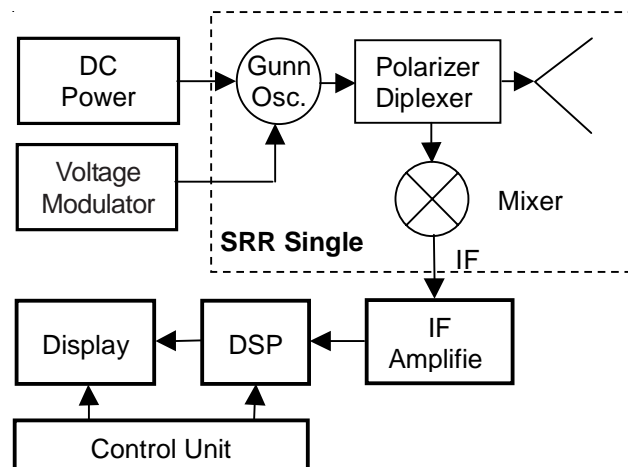 DC
Power
Gunn
Osc.
Polarizer
Diplexer
Voltage
Modulator
Mixer
SRR Single
IF
Display
DSP
IF
Amplifie
Control Unit